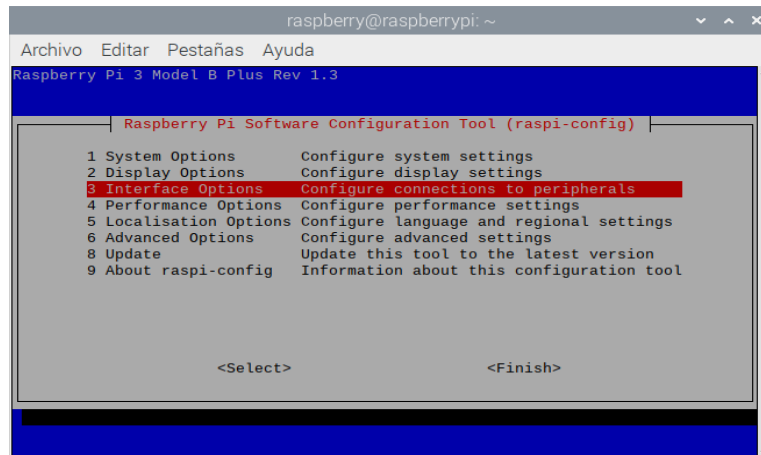 raspberry@raspberrypi: ~
Archivo Editar Pestañas Ayuda
Raspberry Pi 3 Model B Plus Rev 1.3
Raspberry Pi Software Configuration Tool (raspi-config)
1 System Options Configure system settings
2 Display Options Configure display settings
3 Interface Options Configure connections to peripherals
4 Performance Options Configure performance settings
5 Localisation Options Configure language and regional settings
6 Advanced Options Configure advanced settings
8 Update Update this tool to the latest version
9 About raspi-config Information about this configuration tool
<Select> <Finish>